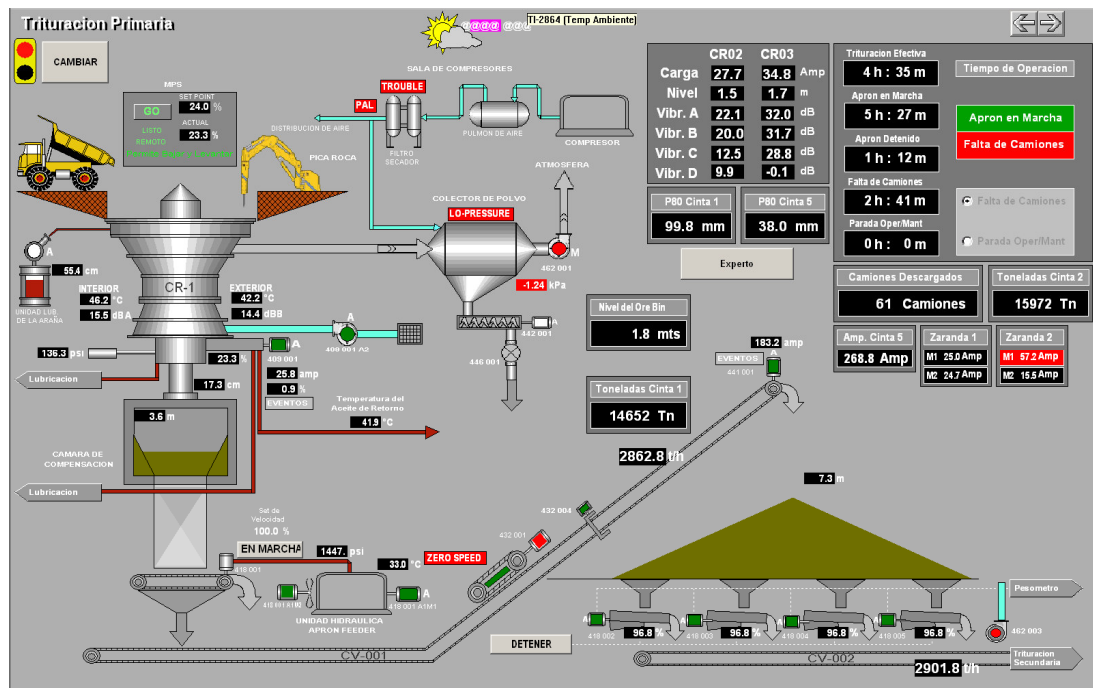 Trituracion Primaria
TI-2864 (Temp Ambiente)
CAMBIAR
MPS
SET POINT
GO
24.0 %
ACTUAL
23.3 %
LISTO
REMOTO
SALA DE COMPRESORES
TROUBLE
PAL
DISTRIBUCION DE AIRE
FILTRO
SECADOR
PULMON DE AIRE
COMPRESOR
PICA ROCA
ATMOSFERA
COLECTOR DE POLVO
LO-PRESSURE
M
462 001
-1.24 kPa
442 001
446 001
CR02 CR03
Carga 27.7 34.8 Amp
Nivel 1.5 1.7 m
Vibr. A 22.1 32.0 dB
Vibr. B 20.0 31.7 dB
Vibr. C 12.5 28.8 dB
Vibr. D 9.9 -0.1 dB
P80 Cinta 1
99.8 mm
P80 Cinta 5
38.0 mm
Experto
Trituracion Efectiva
4 h : 35 m
Apron en Marcha
5 h : 27 m
Apron Detenido
1 h : 12 m
Falta de Camiones
2 h : 41 m
Parada Oper/Mant
0 h : 0 m
Tiempo de Operacion
Apron en Marcha
Falta de Camiones
Falta de Camiones
Parada Oper/Mant
Camiones Descargados
61 Camiones
Toneladas Cinta 2
15972 Tn
Amp. Cinta 5
268.8 Amp
Zaranda 1
M1 25.0 Amp
M2 24.7 Amp
Zaranda 2
M1 57.2 Amp
M2 15.5 Amp
A
55.4 cm
UNIDAD LUB.
DE LA ARAÑA
CR-1
INTERIOR
46.2 °C
15.5 dBA
EXTERIOR
42.2 °C
14.4 dBB
A
A
409 001
136.3 psi
23.3 %
Lubricacion
17.3 cm
25.8 amp
0.9 %
EVENTOS
Temperatura del
Aceite de Retorno
41.9 °C
3.6 m
CAMARA DE
COMPENSACION
Lubricacion
Nivel del Ore Bin
1.8 mts
Toneladas Cinta 1
14652 Tn
2862.8 t/h
183.2 amp
EVENTOS
A
441 001
7.3 m
432 004
432 001
ZERO SPEED
Set de
Velocidad
100.0 %
EN MARCHA
418 001
1447. psi
33.0 °C
A
418 001 A1M1
UNIDAD HIDRAULICA
APRON FEEDER
CV-001
DETENER
A
418 002
96.8 %
A
418 003
96.8 %
A
418 004
96.8 %
A
418 005
96.8 %
462 003
Pesometro
Trituracion
Secundaria
CV-002
2901.8 t/h